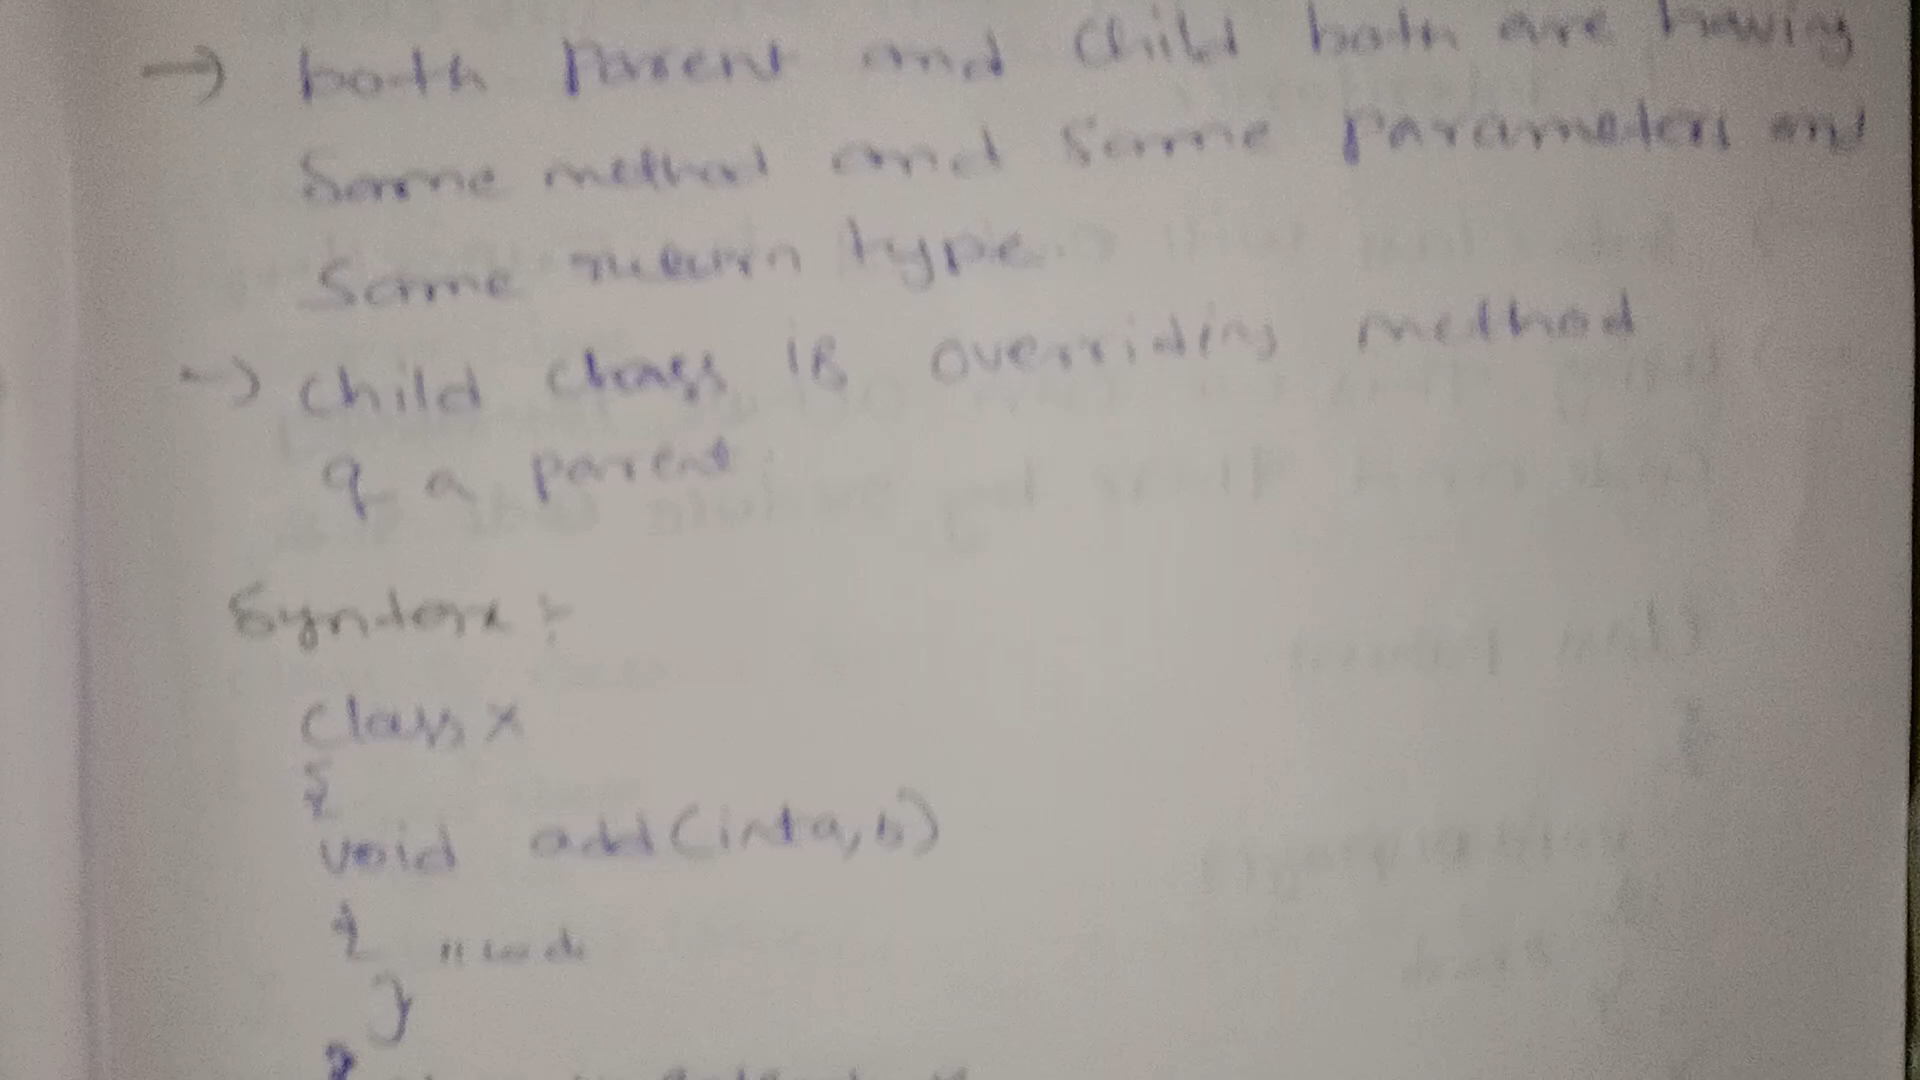 → both Parent and Child both are having
Same method and same parameters and
Same return type
→ Child class is overriding method
of a parent
Syntax :-
class X
{
void add(int a, b)
{ // code
}